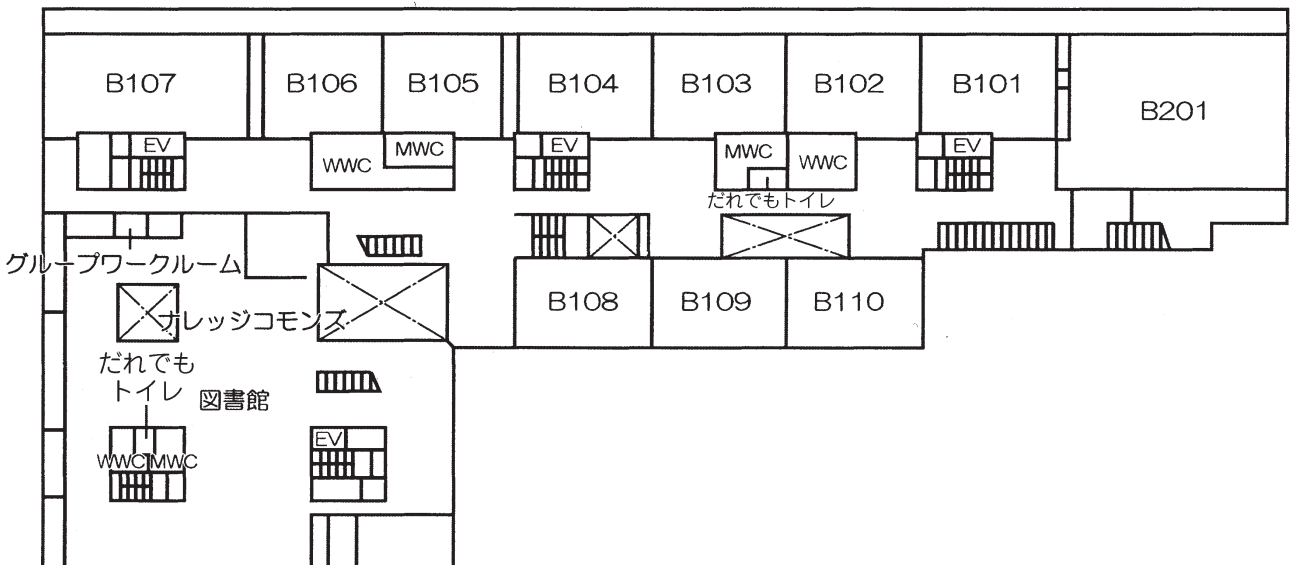 B107
B106
B105
B104
B103
B102
B101
B201
EV
WWC
MWC
EV
MWC
WWC
EV
だれでもトイレ
グループワークルーム
ナレッジコモンズ
B108
B109
B110
だれでも
トイレ
図書館
WWC
MWC
EV